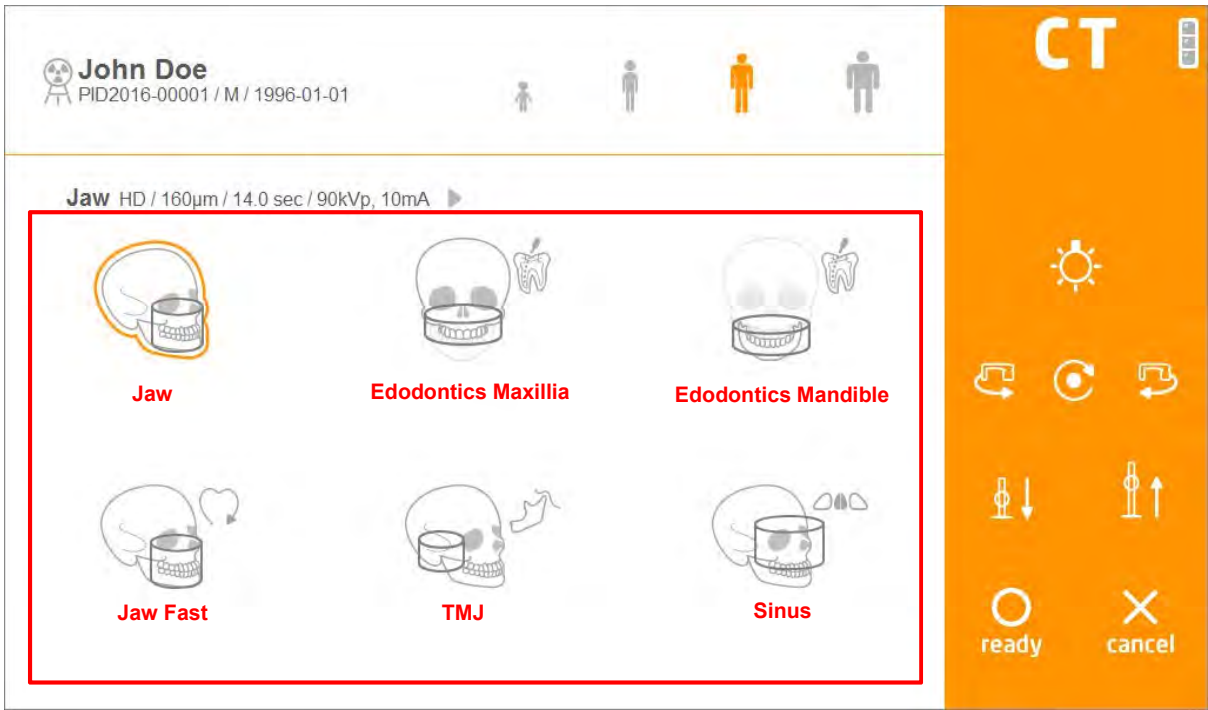 CT
John Doe
PID2016-00001 / M / 1996-01-01
Jaw HD / 160μm / 14.0 sec / 90kVp, 10mA
Jaw
Edodontics Maxillia
Edodontics Mandible
Jaw Fast
TMJ
Sinus
ready
cancel